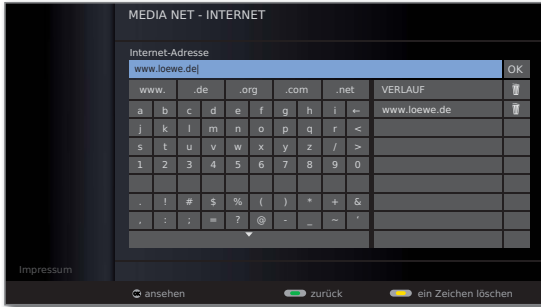 MEDIA NET - INTERNET
Internet-Adresse
www.loewe.de
OK
www. .de .org .com .net VERLAUF
a b c d e f g h i ← www.loewe.de
j k l m n o p q r <
s t u v w x y z / >
1 2 3 4 5 6 7 8 9 0
. ! # $ % ( ) * + &
, : ; = ? @ - _ ~ '
Impressum
OK ansehen zurück ein Zeichen löschen